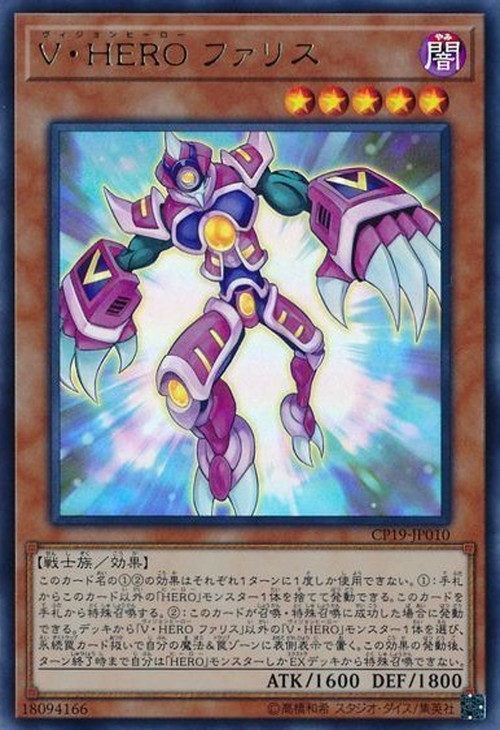 ヴィジョンヒーロー
V・HERO ファリス
やみ
闇
CP19-JP010
【戦士族/効果】
このカード名の①②の効果はそれぞれ1ターンに1度しか使用できない。①：手札
からこのカード以外の「HERO」モンスター1体を捨てて発動できる。このカードを
手札から特殊召喚する。②：このカードが召喚・特殊召喚に成功した場合に発動
できる。デッキから「V・HERO ファリス」以外の「V・HERO」モンスター1体を選び、
永続罠カード扱いで自分の魔法&罠ゾーンに表側表示で置く。この効果の発動後、
ターン終了時まで自分は「HERO」モンスターしかEXデッキから特殊召喚できない。
ATK/1600 DEF/1800
18094166
©高橋和希 スタジオ・ダイス/集英社